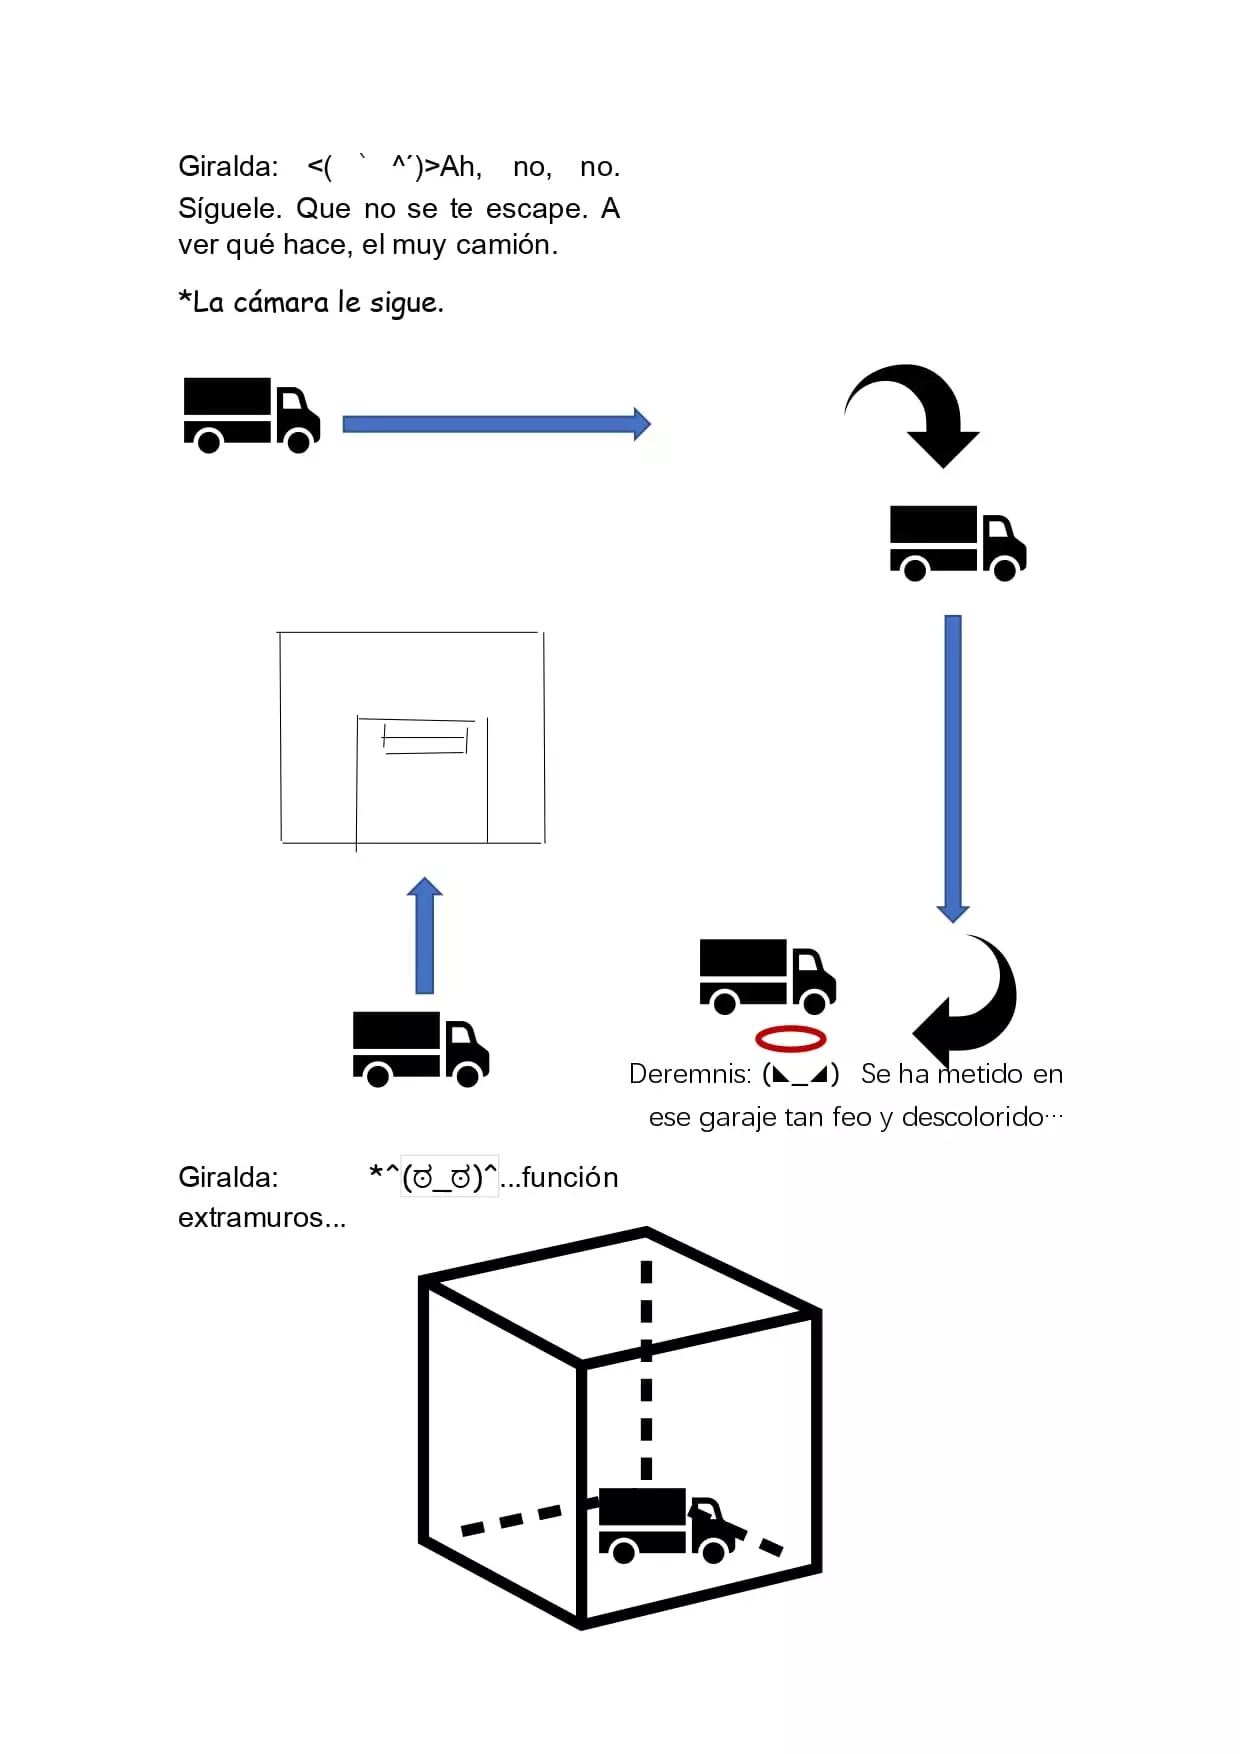 Giralda: <( ` ^´)>Ah, no, no.
Síguele. Que no se te escape. A
ver qué hace, el muy camión.
*La cámara le sigue.
Deremnis: (◣_◢) Se ha metido en
ese garaje tan feo y descolorido…
Giralda: *^(ಠ_ಠ)^...función
extramuros...